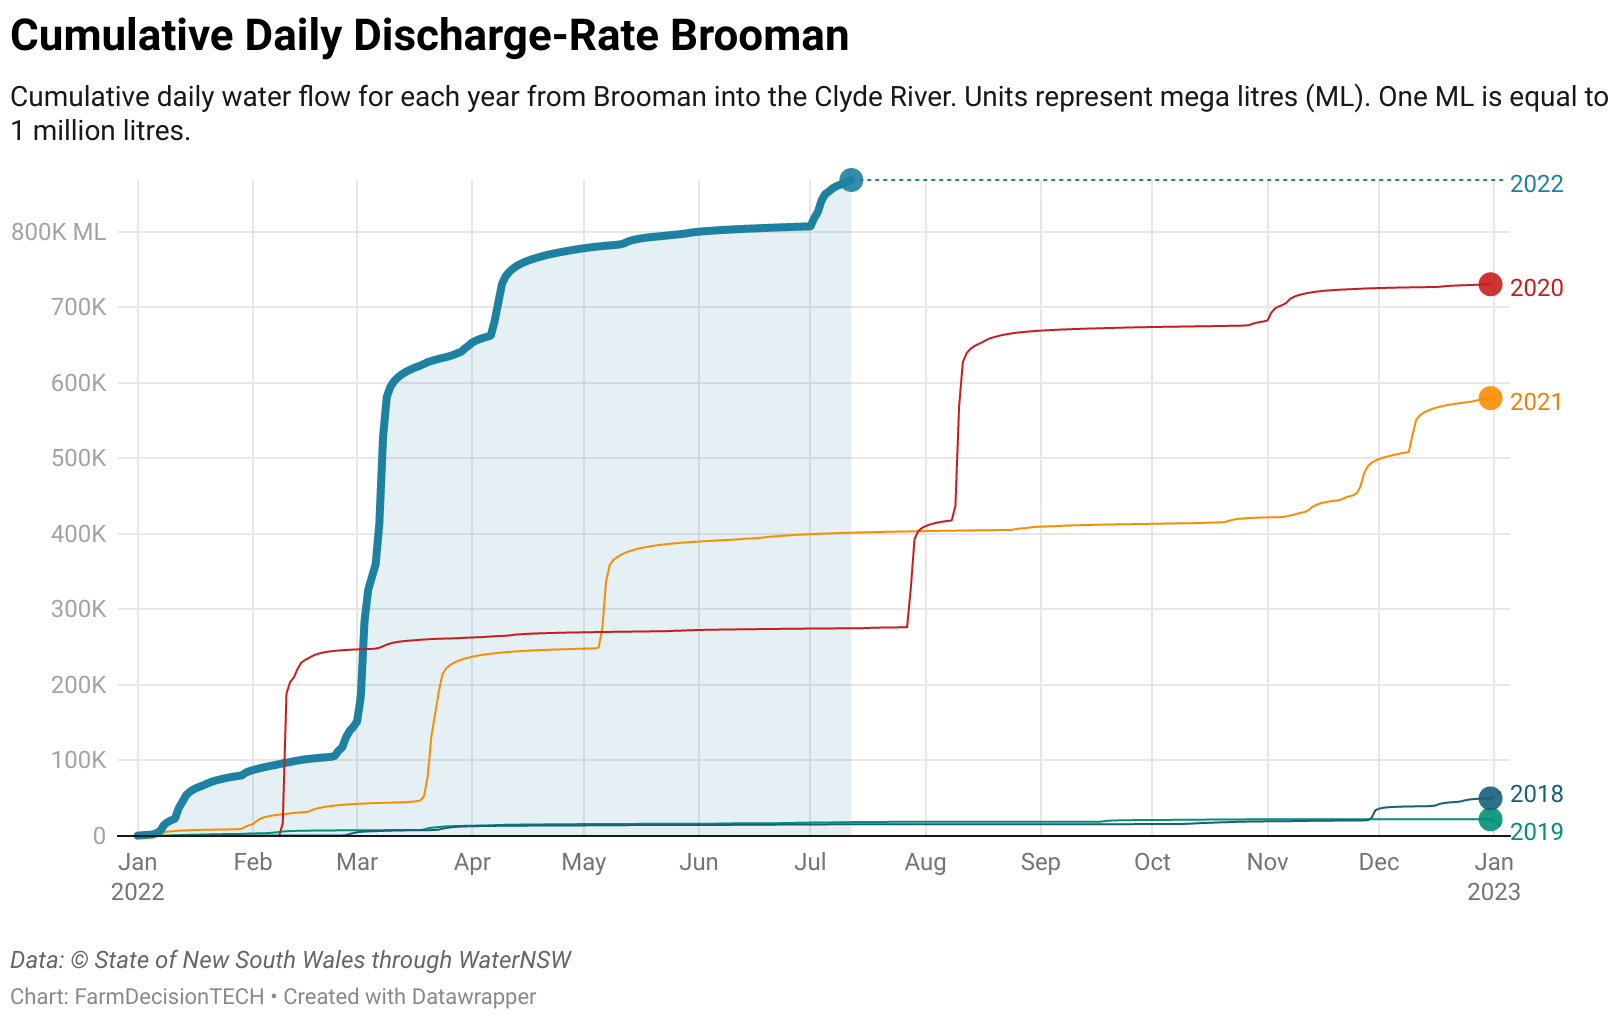 Cumulative Daily Discharge-Rate Brooman
Cumulative daily water flow for each year from Brooman into the Clyde River. Units represent mega litres (ML). One ML is equal to
1 million litres.
2022
800K ML
700K
2020
600K
2021
500K
400K
300K
200K
100K
2018
0
2019
Jan Feb Mar Apr May Jun Jul Aug Sep Oct Nov Dec Jan
2022 2023
Data: © State of New South Wales through WaterNSW
Chart: FarmDecisionTECH • Created with Datawrapper